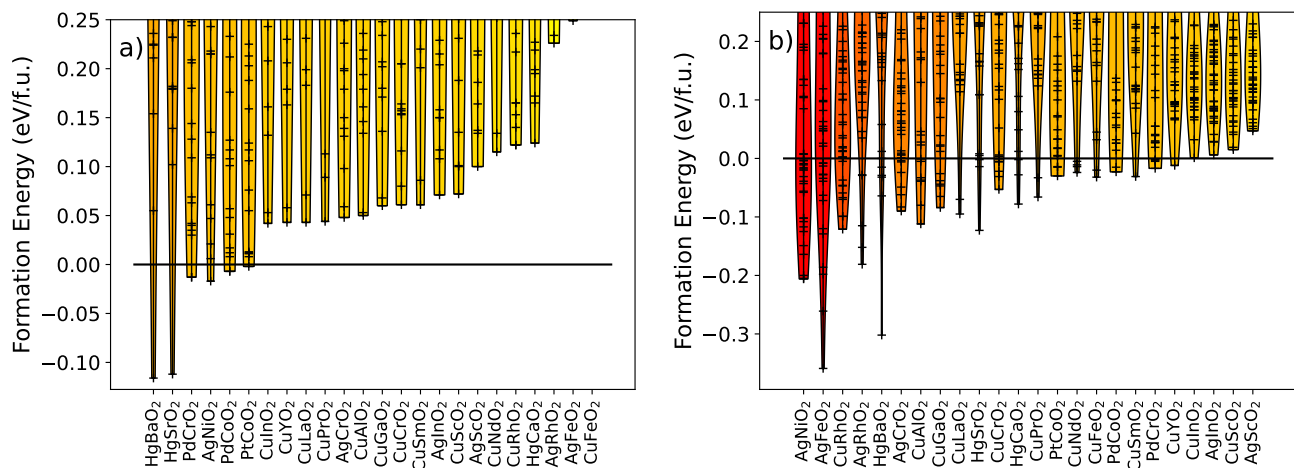 a)
Formation Energy (eV/f.u.)
0.25
0.20
0.15
0.10
0.05
0.00
−0.05
−0.10
HgBaO₂
HgSrO₂
PdCrO₂
AgNiO₂
PdCoO₂
PtCoO₂
CuInO₂
CuYO₂
CuLaO₂
CuPrO₂
AgCrO₂
CuAlO₂
CuGaO₂
CuCrO₂
CuSmO₂
AgInO₂
CuScO₂
AgScO₂
CuNdO₂
CuRhO₂
HgCaO₂
AgRhO₂
AgFeO₂
CuFeO₂
b)
Formation Energy (eV/f.u.)
0.2
0.1
0.0
−0.1
−0.2
−0.3
AgNiO₂
AgFeO₂
CuRhO₂
AgRhO₂
HgBaO₂
AgCrO₂
CuAlO₂
CuGaO₂
CuLaO₂
HgSrO₂
CuCrO₂
HgCaO₂
CuPrO₂
PtCoO₂
CuNdO₂
CuFeO₂
PdCoO₂
CuSmO₂
PdCrO₂
CuYO₂
CuInO₂
AgInO₂
CuScO₂
AgScO₂